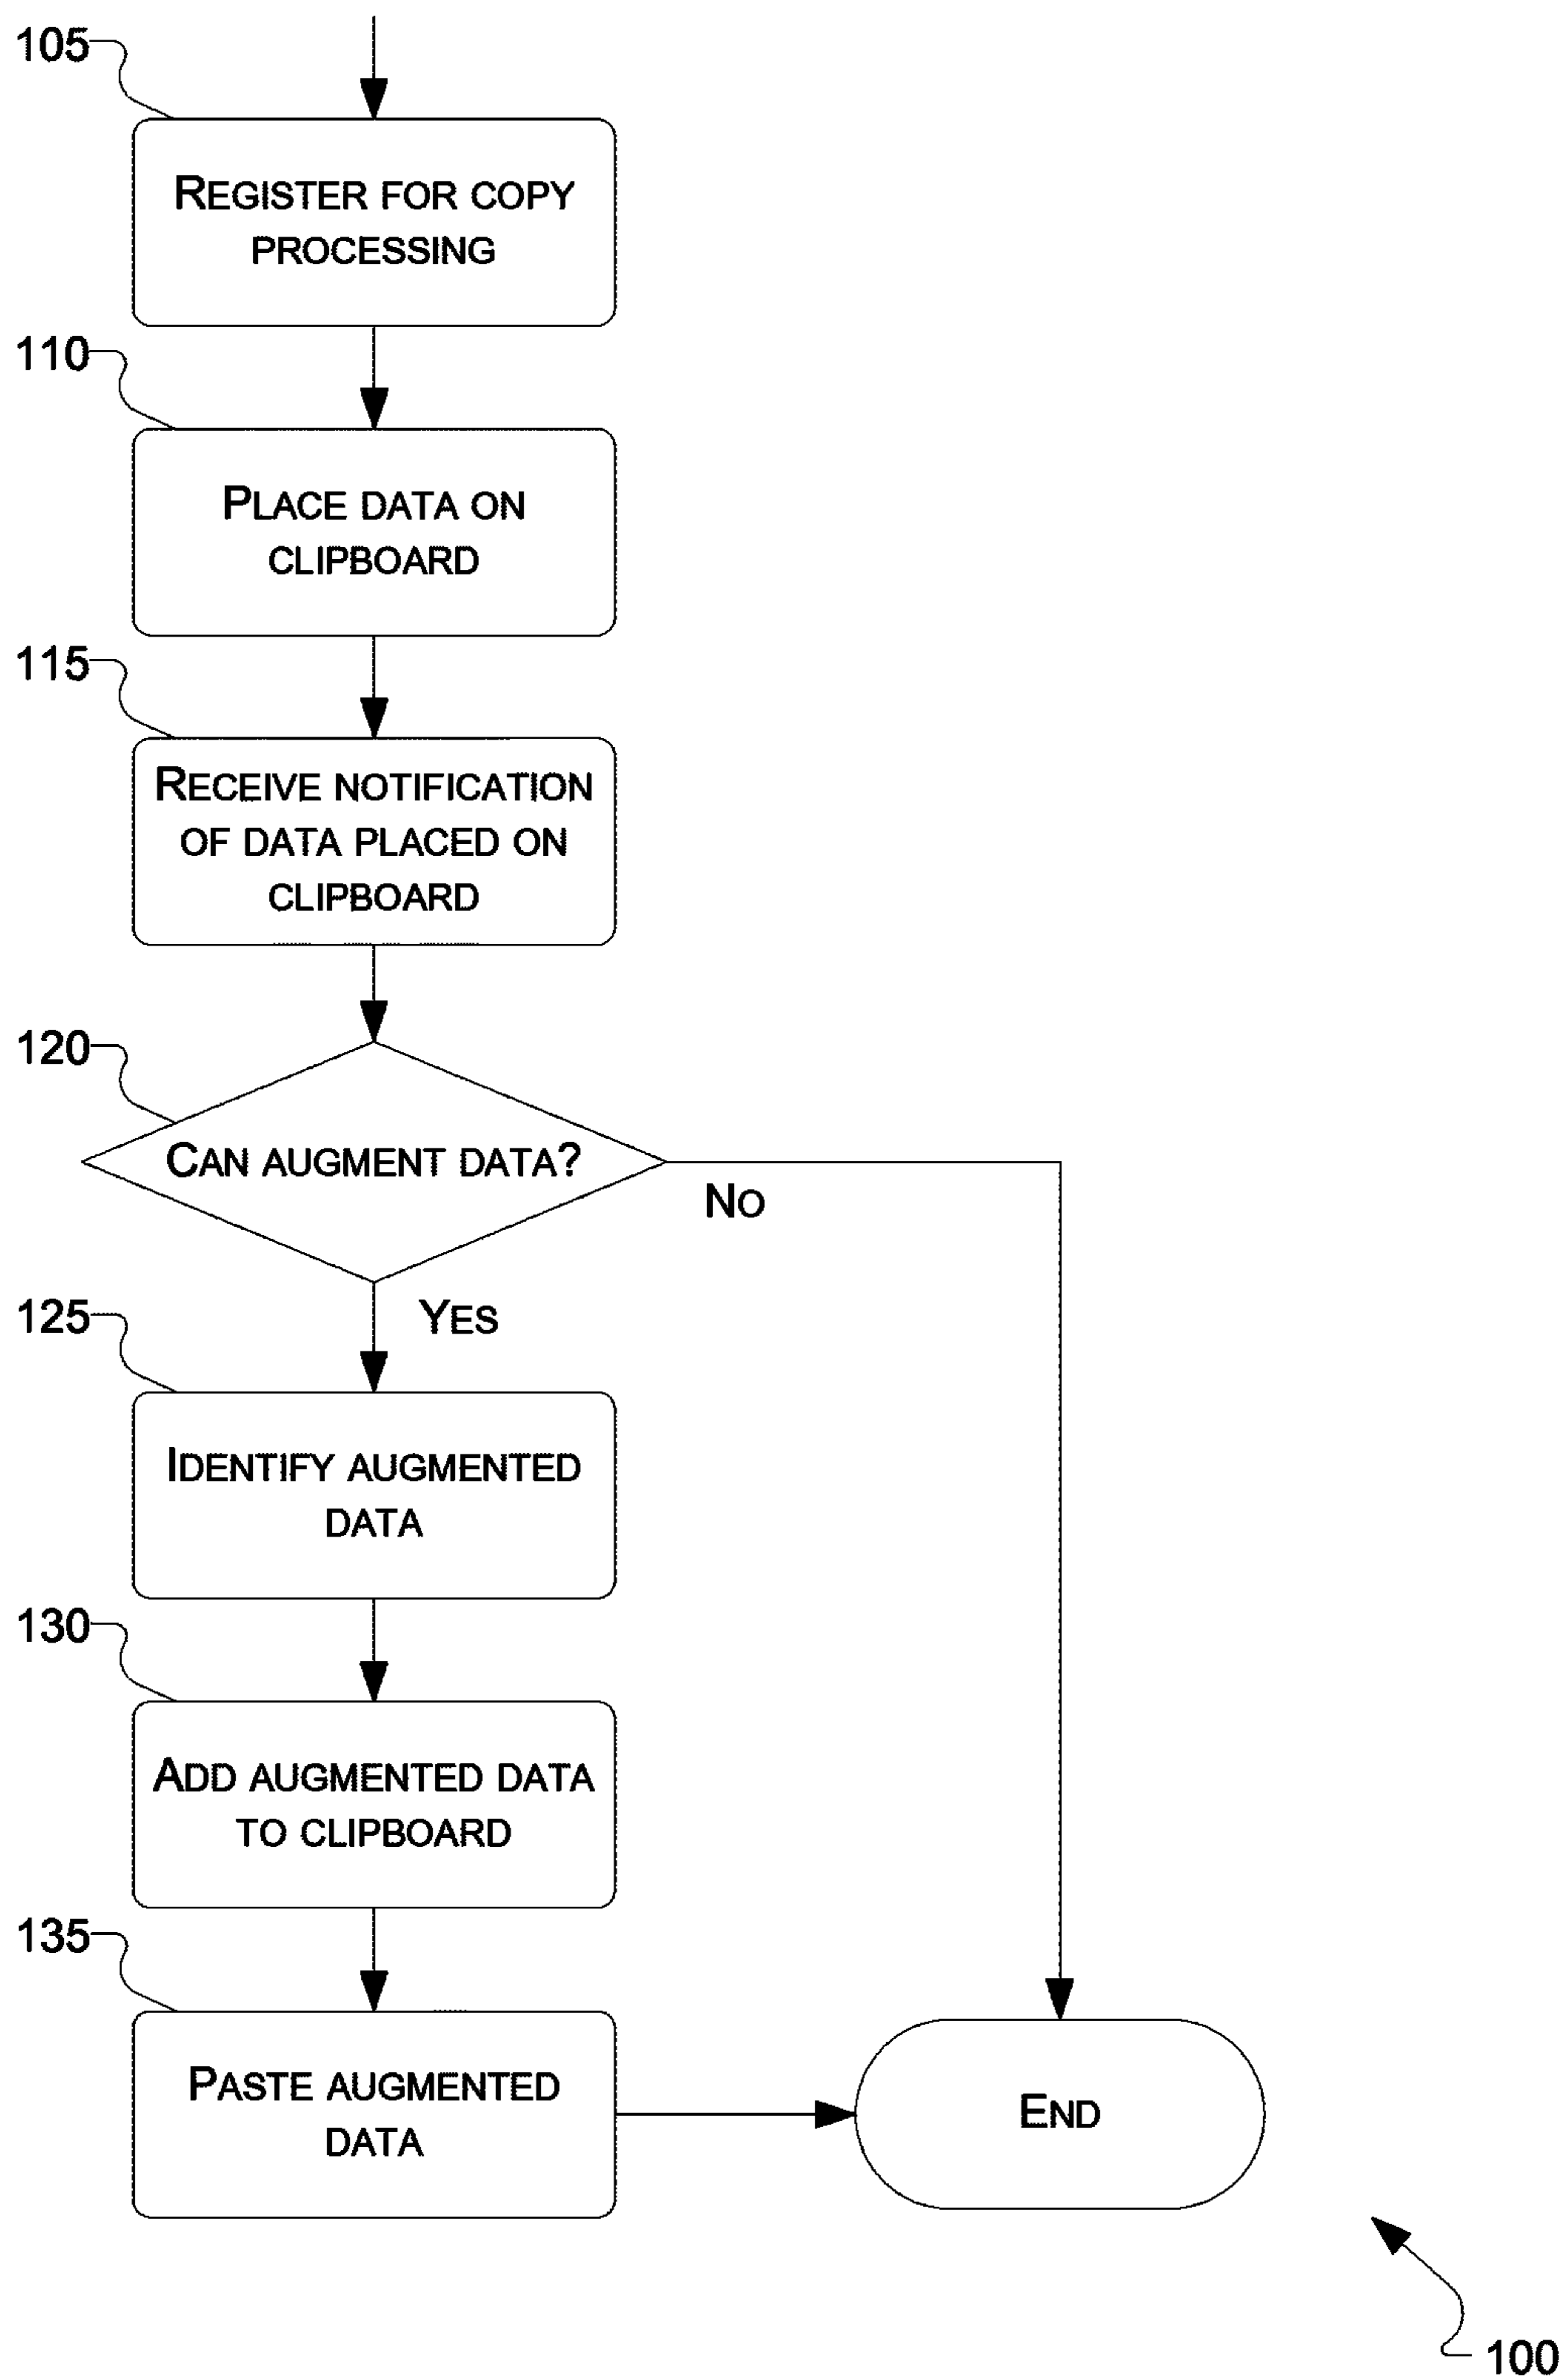 105
REGISTER FOR COPY
PROCESSING
110
PLACE DATA ON
CLIPBOARD
115
RECEIVE NOTIFICATION
OF DATA PLACED ON
CLIPBOARD
120
CAN AUGMENT DATA?
NO
YES
125
IDENTIFY AUGMENTED
DATA
130
ADD AUGMENTED DATA
TO CLIPBOARD
135
PASTE AUGMENTED
DATA
END
100